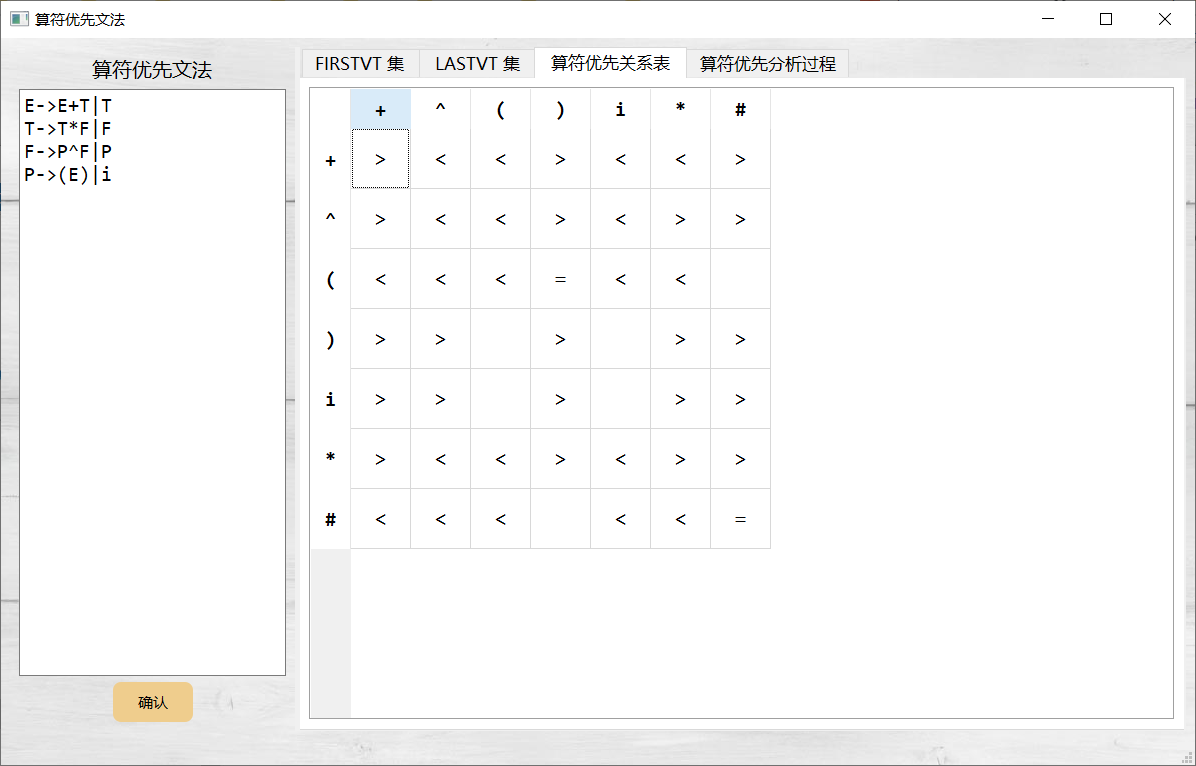 算符优先文法
算符优先文法
E->E+T|T
T->T*F|F
F->P^F|P
P->(E)|i
确认
FIRSTVT 集 LASTVT 集 算符优先关系表 算符优先分析过程
+ ^ ( ) i * #
+ > < < > < < >
^ > < < > < > >
( < < < = < <
) > > > > >
i > > > > >
* > < < > < > >
# < < < < < =